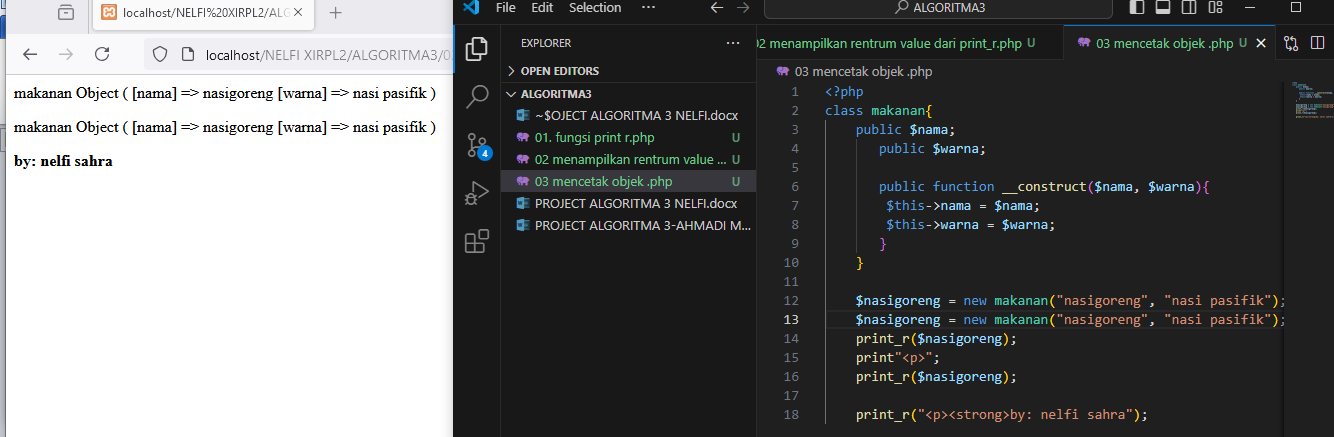 localhost/NELFI%20XIRPL2/ALG
localhost/NELFI XIRPL2/ALGORITMA3/0
makanan Object ( [nama] => nasigoreng [warna] => nasi pasifik )
makanan Object ( [nama] => nasigoreng [warna] => nasi pasifik )
by: nelfi sahra
File Edit Selection ···
ALGORITMA3
EXPLORER ···
OPEN EDITORS
ALGORITMA3
~$OJECT ALGORITMA 3 NELFI.docx
01. fungsi print r.php U
02 menampilkan rentrum value ... U
03 mencetak objek .php U
PROJECT ALGORITMA 3 NELFI.docx
PROJECT ALGORITMA 3-AHMADI M...
4
02 menampilkan rentrum value dari print_r.php U
03 mencetak objek .php U
03 mencetak objek .php
1 <?php
2 class makanan{
3 public $nama;
4 public $warna;
5
6 public function __construct($nama, $warna){
7 $this->nama = $nama;
8 $this->warna = $warna;
9 }
10 }
11
12 $nasigoreng = new makanan("nasigoreng", "nasi pasifik");
13 $nasigoreng = new makanan("nasigoreng", "nasi pasifik");
14 print_r($nasigoreng);
15 print"<p>";
16 print_r($nasigoreng);
17
18 print_r("<p><strong>by: nelfi sahra");